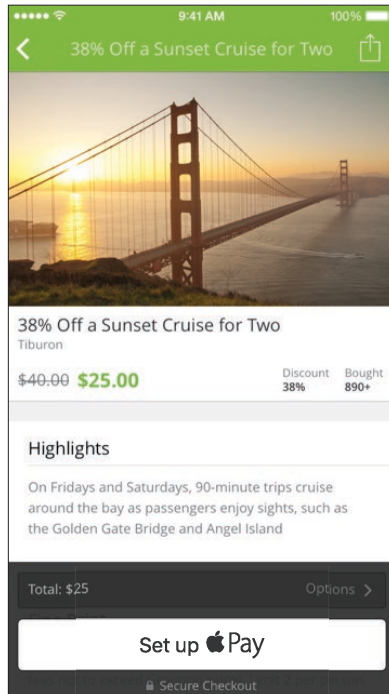 9:41 AM
100%
38% Off a Sunset Cruise for Two
38% Off a Sunset Cruise for Two
Tiburon
$40.00 $25.00
Discount
38%
Bought
890+
Highlights
On Fridays and Saturdays, 90-minute trips cruise
around the bay as passengers enjoy sights, such as
the Golden Gate Bridge and Angel Island
Total: $25
Options >
Set up Pay
Secure Checkout